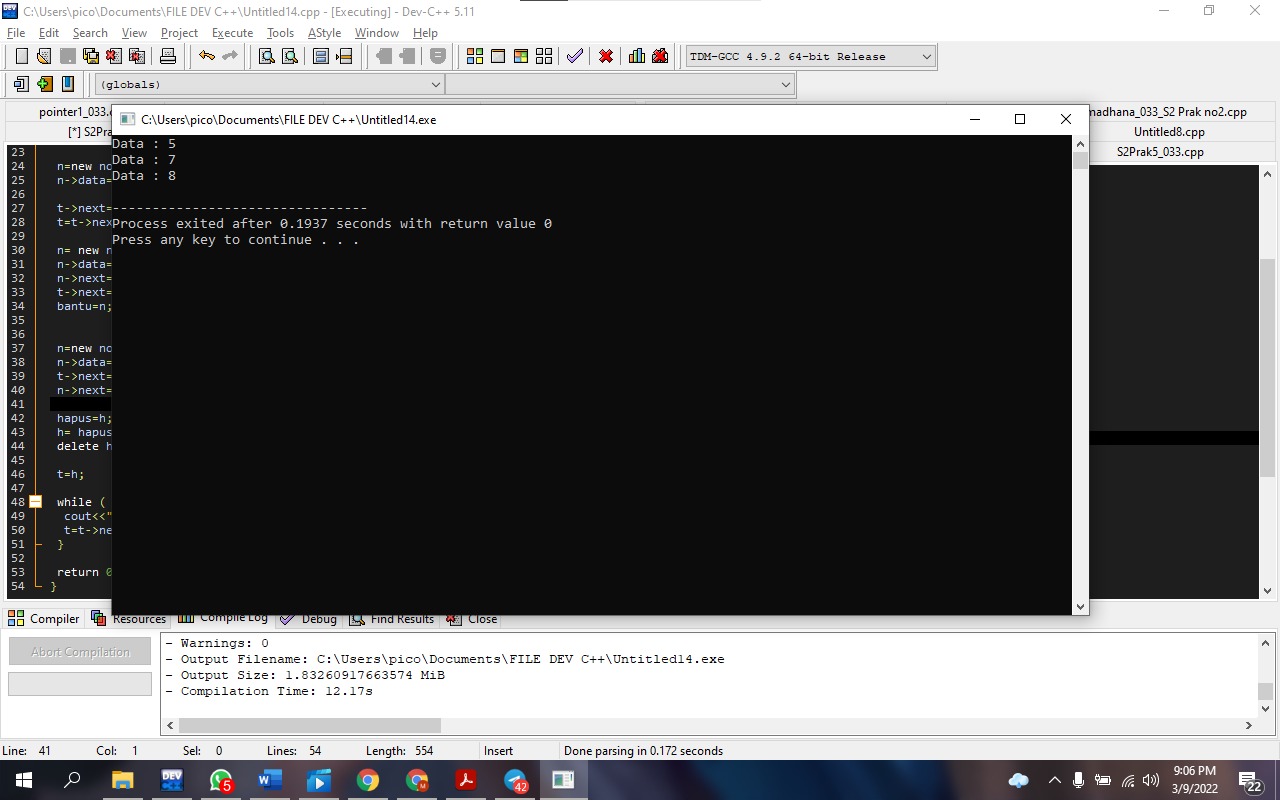 C:\Users\pico\Documents\FILE DEV C++\Untitled14.cpp - [Executing] - Dev-C++ 5.11
File Edit Search View Project Execute Tools AStyle Window Help
TDM-GCC 4.9.2 64-bit Release
(globals)
pointer1_033.c
madhana_033_S2 Prak no2.cpp
[*] S2Pra
Untitled8.cpp
S2Prak5_033.cpp
C:\Users\pico\Documents\FILE DEV C++\Untitled14.exe
Data : 5
Data : 7
Data : 8
--------------------------------
Process exited after 0.1937 seconds with return value 0
Press any key to continue . . .
23
24 n=new no
25 n->data=
26
27 t->next=
28 t=t->nex
29
30 n= new n
31 n->data=
32 n->next=
33 t->next=
34 bantu=n;
35
36
37 n=new no
38 n->data=
39 t->next=
40 n->next=
41
42 hapus=h;
43 h= hapus
44 delete h
45
46 t=h;
47
48 while (
49 cout<<"
50 t=t->ne
51 }
52
53 return 0
54 }
Compiler Resources Compile Log Debug Find Results Close
Abort Compilation
- Warnings: 0
- Output Filename: C:\Users\pico\Documents\FILE DEV C++\Untitled14.exe
- Output Size: 1.83260917663574 MiB
- Compilation Time: 12.17s
Line: 41 Col: 1 Sel: 0 Lines: 54 Length: 554 Insert Done parsing in 0.172 seconds
DEV
5
42
9:06 PM
3/9/2022
22